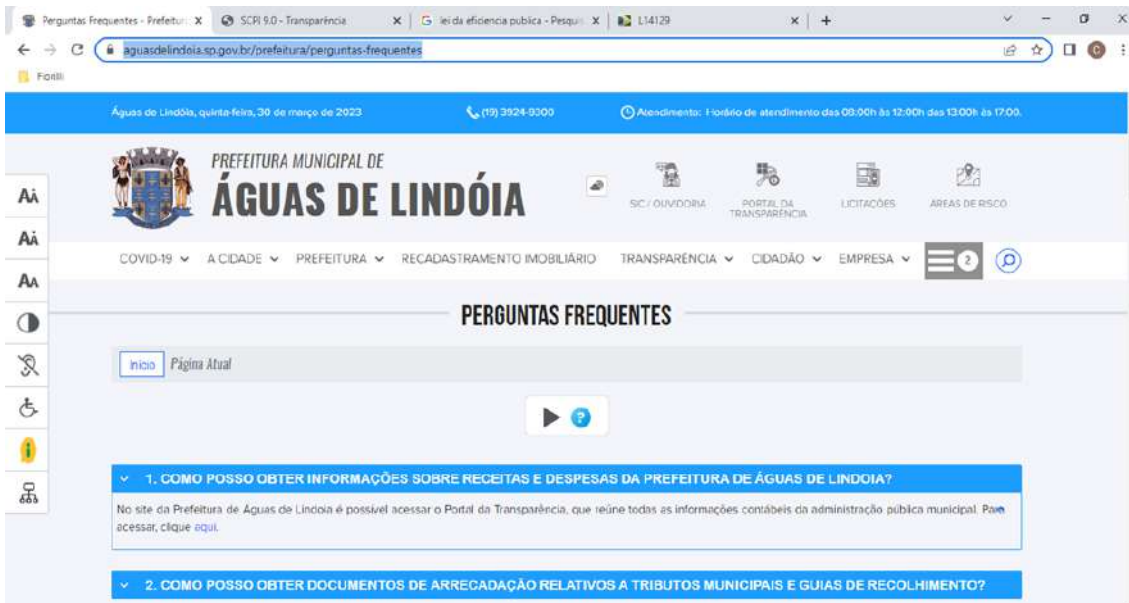 Perguntas Frequentes - Prefeitur
SCPI 9.0 - Transparência
lei da eficiencia publica - Pesquis
L14129
aguasdelindoia.sp.gov.br/prefeitura/perguntas-frequentes
C
Fiorilli
Águas de Lindóia, quinta-feira, 30 de março de 2023
(19) 3924-9300
Atendimento: Horário de atendimento das 08:00h às 12:00h das 13:00h às 17:00.
PREFEITURA MUNICIPAL DE
ÁGUAS DE LINDÓIA
SIC / OUVIDORIA
PORTAL DA TRANSPARÊNCIA
LICITAÇÕES
ÁREAS DE RISCO
COVID-19
A CIDADE
PREFEITURA
RECADASTRAMENTO IMOBILIÁRIO
TRANSPARÊNCIA
CIDADÃO
EMPRESA
2
PERGUNTAS FREQUENTES
Início
Página Atual
1. COMO POSSO OBTER INFORMAÇÕES SOBRE RECEITAS E DESPESAS DA PREFEITURA DE ÁGUAS DE LINDOIA?
No site da Prefeitura de Águas de Lindoia é possível acessar o Portal da Transparência, que reúne todas as informações contábeis da administração pública municipal. Para
acessar, clique aqui.
2. COMO POSSO OBTER DOCUMENTOS DE ARRECADAÇÃO RELATIVOS A TRIBUTOS MUNICIPAIS E GUIAS DE RECOLHIMENTO?